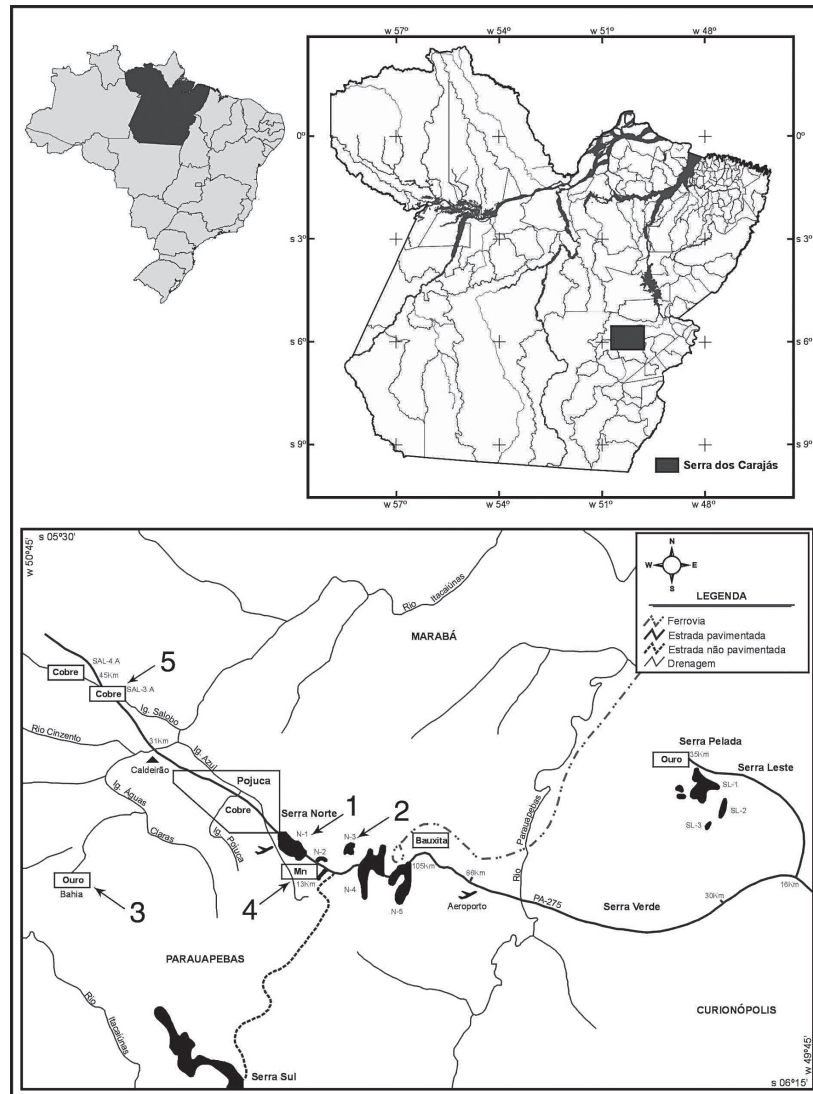 w 57º
w 54º
w 51º
w 48º
0º
0º
s 3º
s 3º
s 6º
s 6º
s 9º
s 9º
Serra dos Carajás
w 57º
w 54º
w 51º
w 48º
s 05º30'
w 50º45'
N
W
E
S
LEGENDA
Ferrovia
Estrada pavimentada
Estrada não pavimentada
Drenagem
Rio Itacaiúnas
MARABÁ
SAL-4 A
5
45Km
Cobre
Cobre
SAL-3 A
Ig. Salobo
Rio Cinzento
31Km
Ig. Azul
Caldeirão
Pojuca
Ig. Águas Claras
Cobre
Ig. Pojuca
Serra Norte
1
2
N-1
N-3
N-2
Bauxita
Mn
13Km
4
N-4
105Km
N-5
86Km
Aeroporto
Rio Parauapebas
PA-275
Serra Verde
30Km
16Km
Serra Pelada
Ouro
35Km
Serra Leste
SL-1
SL-2
SL-3
Ouro
Bahia
3
PARAUAPEBAS
Rio Itacaiúnas
Serra Sul
CURIONÓPOLIS
w 49º45'
s 06º15'